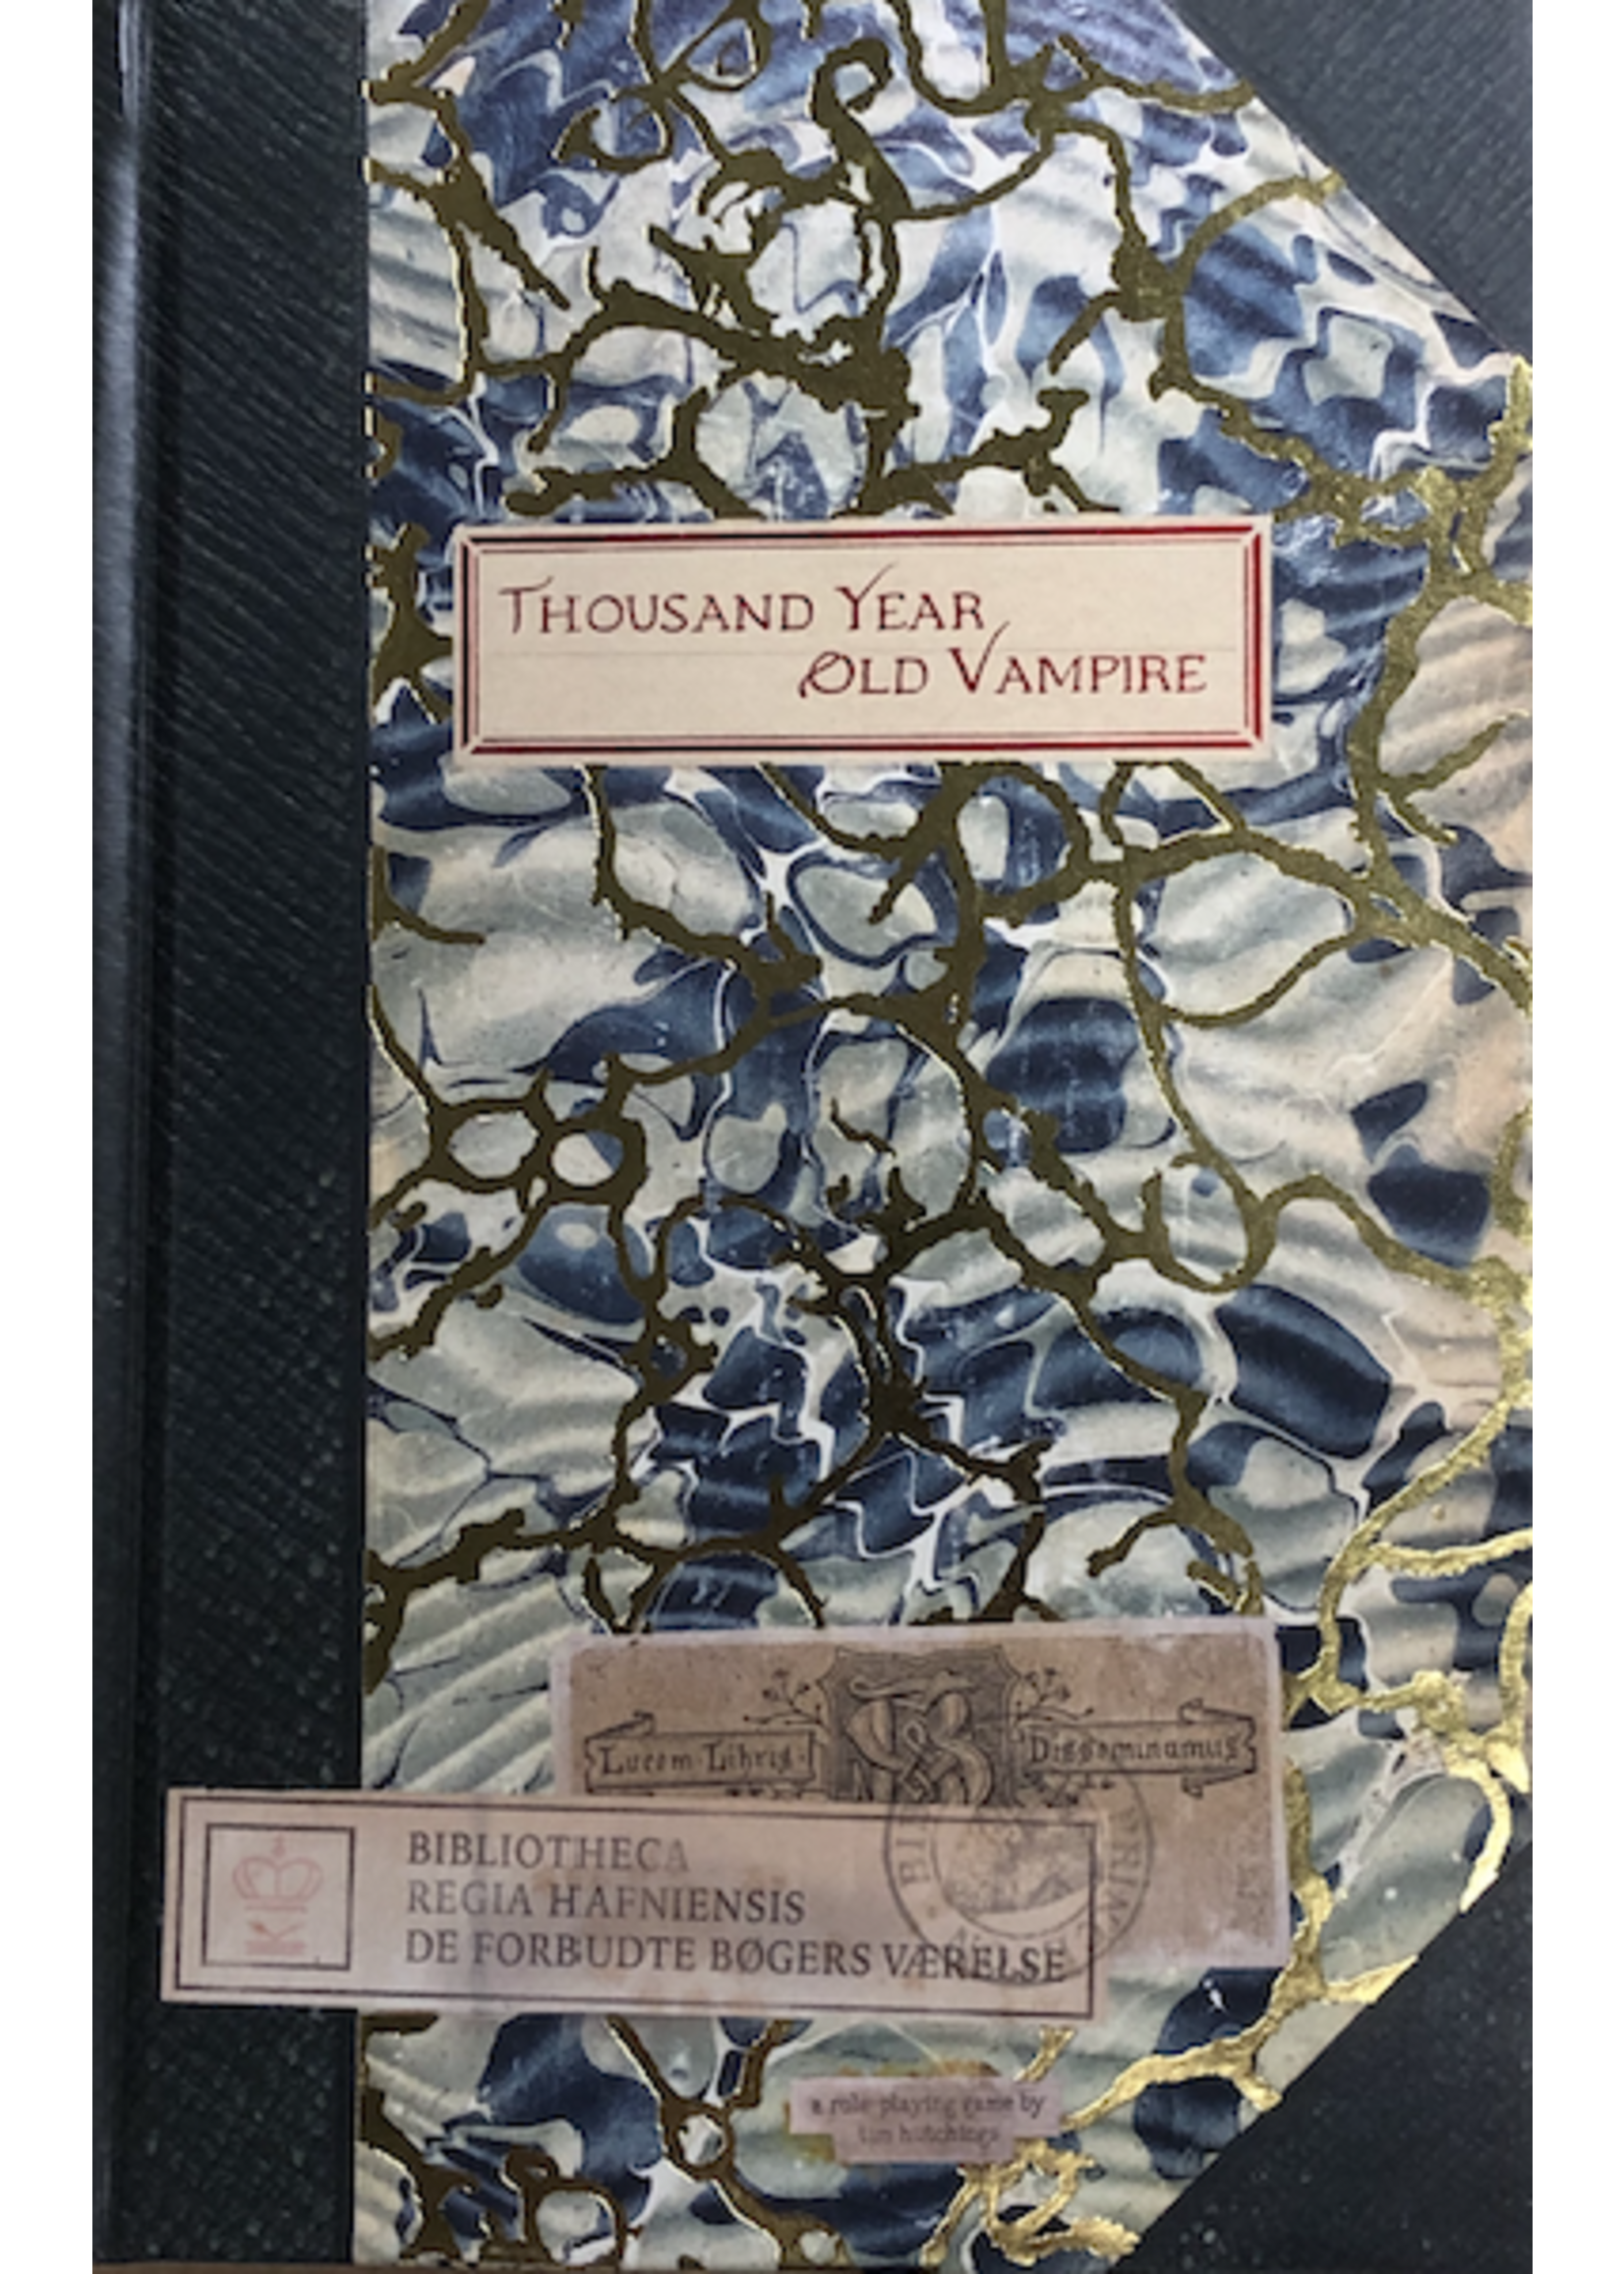 THOUSAND YEAR
OLD VAMPIRE
Lucem Libris
Disseminamus
BIBLIOTHECA
REGIA HAFNIENSIS
DE FORBUDTE BØGERS VÆRELSE
a role-playing game by
tim hutchings